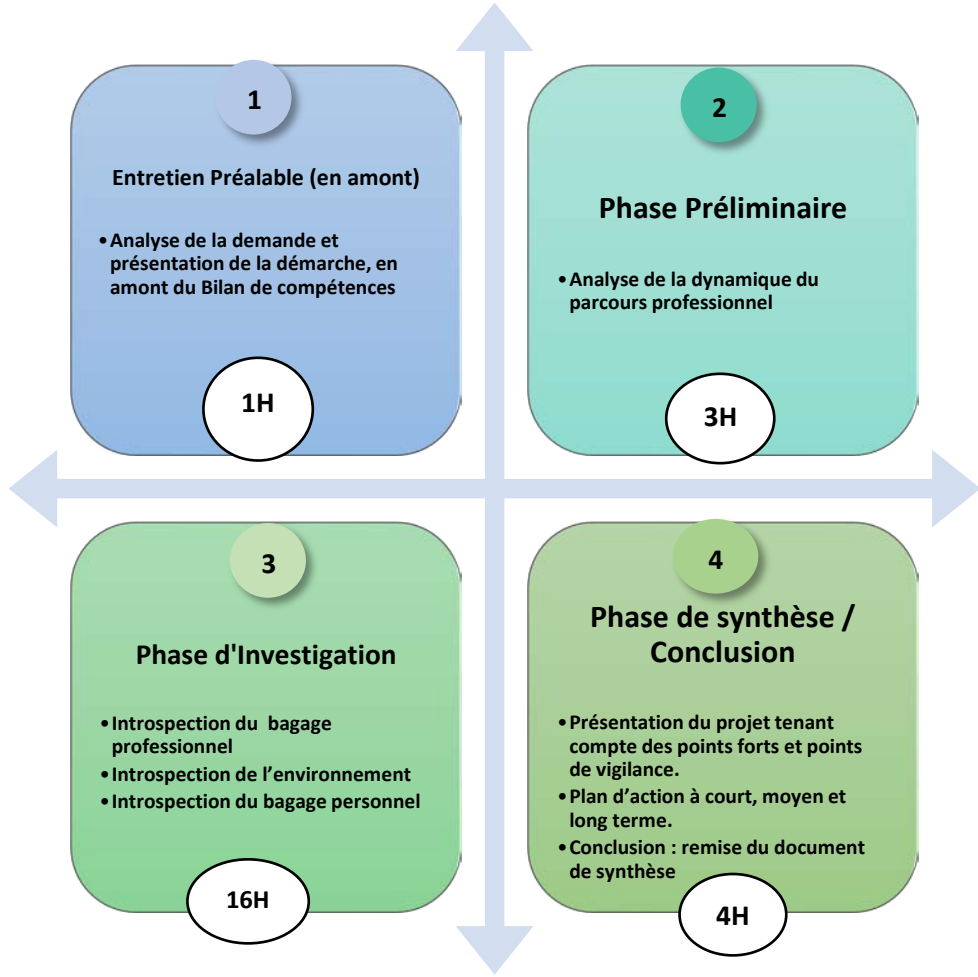 1
Entretien Préalable (en amont)
•Analyse de la demande et
présentation de la démarche, en
amont du Bilan de compétences
1H
2
Phase Préliminaire
•Analyse de la dynamique du
parcours professionnel
3H
3
Phase d'Investigation
•Introspection du bagage
professionnel
•Introspection de l’environnement
•Introspection du bagage personnel
16H
4
Phase de synthèse /
Conclusion
•Présentation du projet tenant
compte des points forts et points
de vigilance.
•Plan d’action à court, moyen et
long terme.
•Conclusion : remise du document
de synthèse
4H